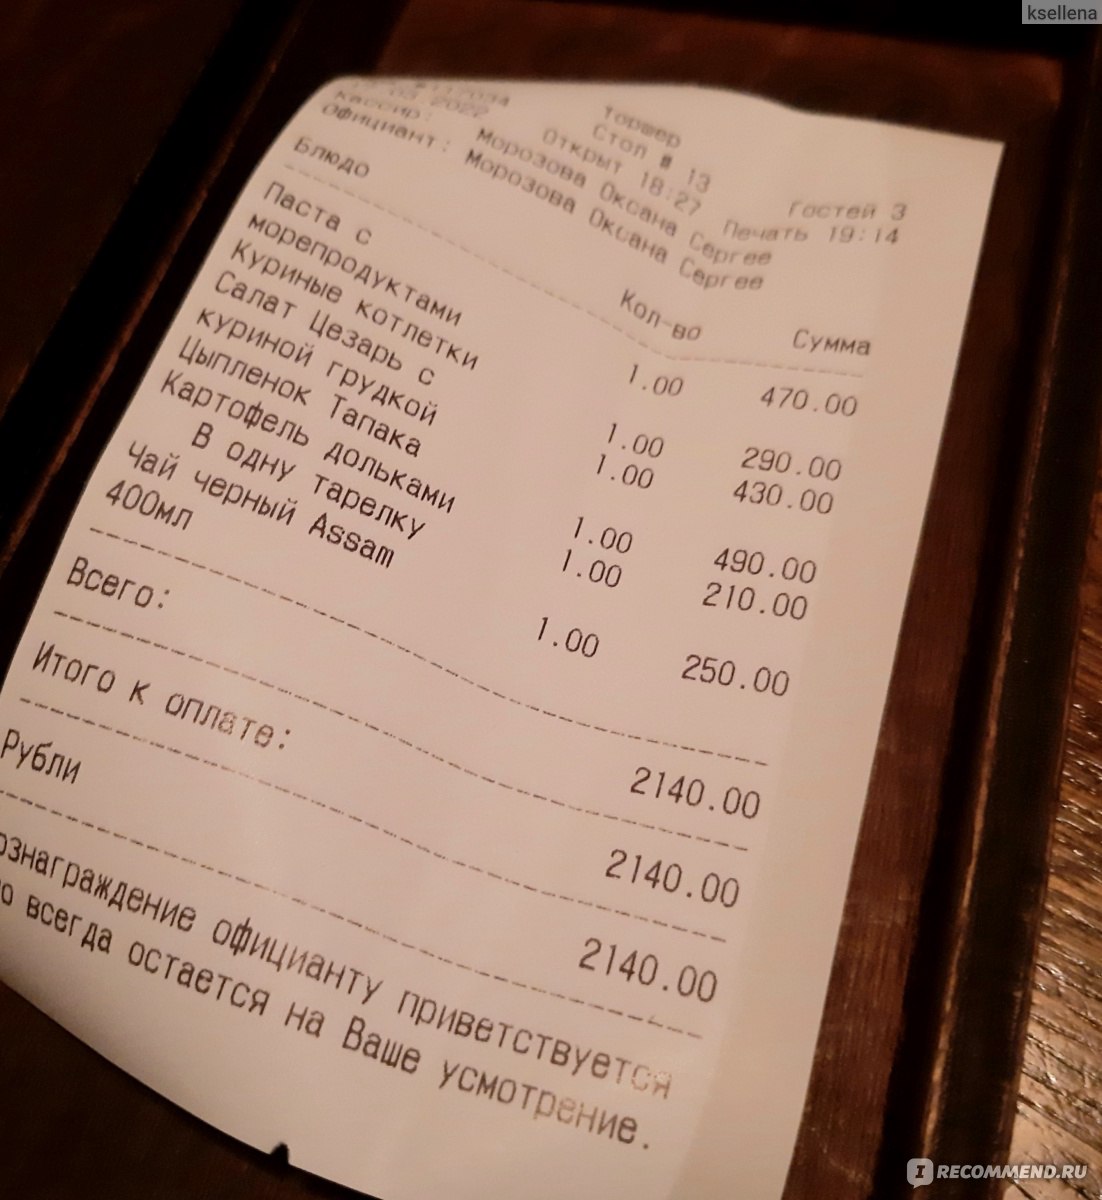 ksellena
Торшер
Стол # 13
Гостей 3
2022
Открыт 18:27
Печать 19:14
Кассир: Морозова Оксана Сергее
Официант: Морозова Оксана Сергее
Блюдо Кол-во Сумма
Паста с
морепродуктами 1.00 470.00
Куриные котлетки 1.00 290.00
Салат Цезарь с 1.00 430.00
куриной грудкой
Цыпленок Тапака 1.00 490.00
Картофель дольками 1.00 210.00
В одну тарелку
Чай черный Assam 1.00 250.00
400мл
Всего: 2140.00
Итого к оплате: 2140.00
Рубли 2140.00
ознаграждение официанту приветствуется
о всегда остается на Ваше усмотрение.
IRECOMMEND.RU